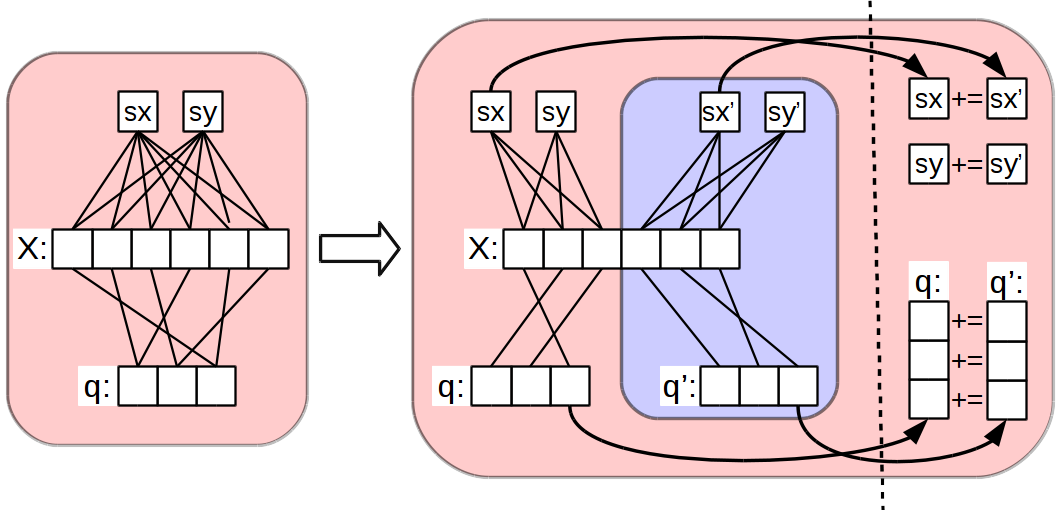 sx sy
X:
q:
sx sy sx’ sy’
X:
q: q’:
sx += sx’
sy += sy’
q: q’:
+=
+=
+=